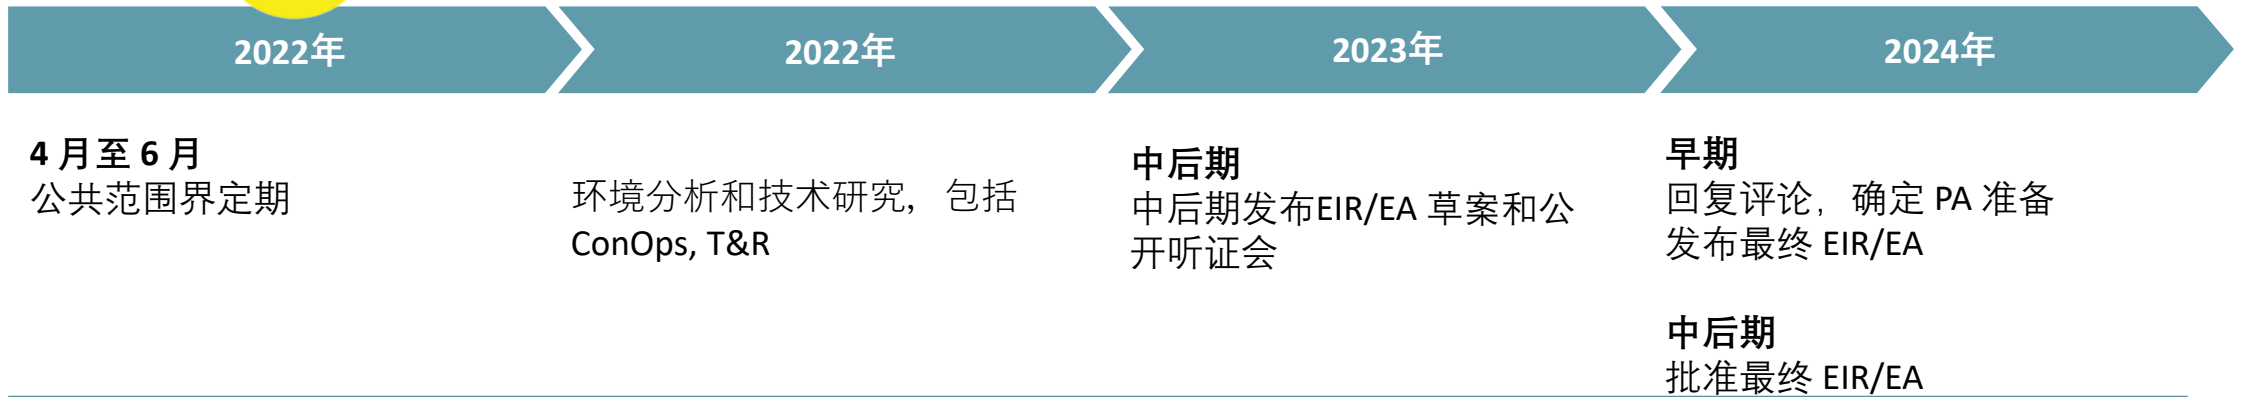 2022年
2022年
2023年
2024年
4 月至 6 月
公共范围界定期
环境分析和技术研究，包括
ConOps, T&R
中后期
中后期发布EIR/EA 草案和公
开听证会
早期
回复评论，确定 PA 准备
发布最终 EIR/EA
中后期
批准最终 EIR/EA